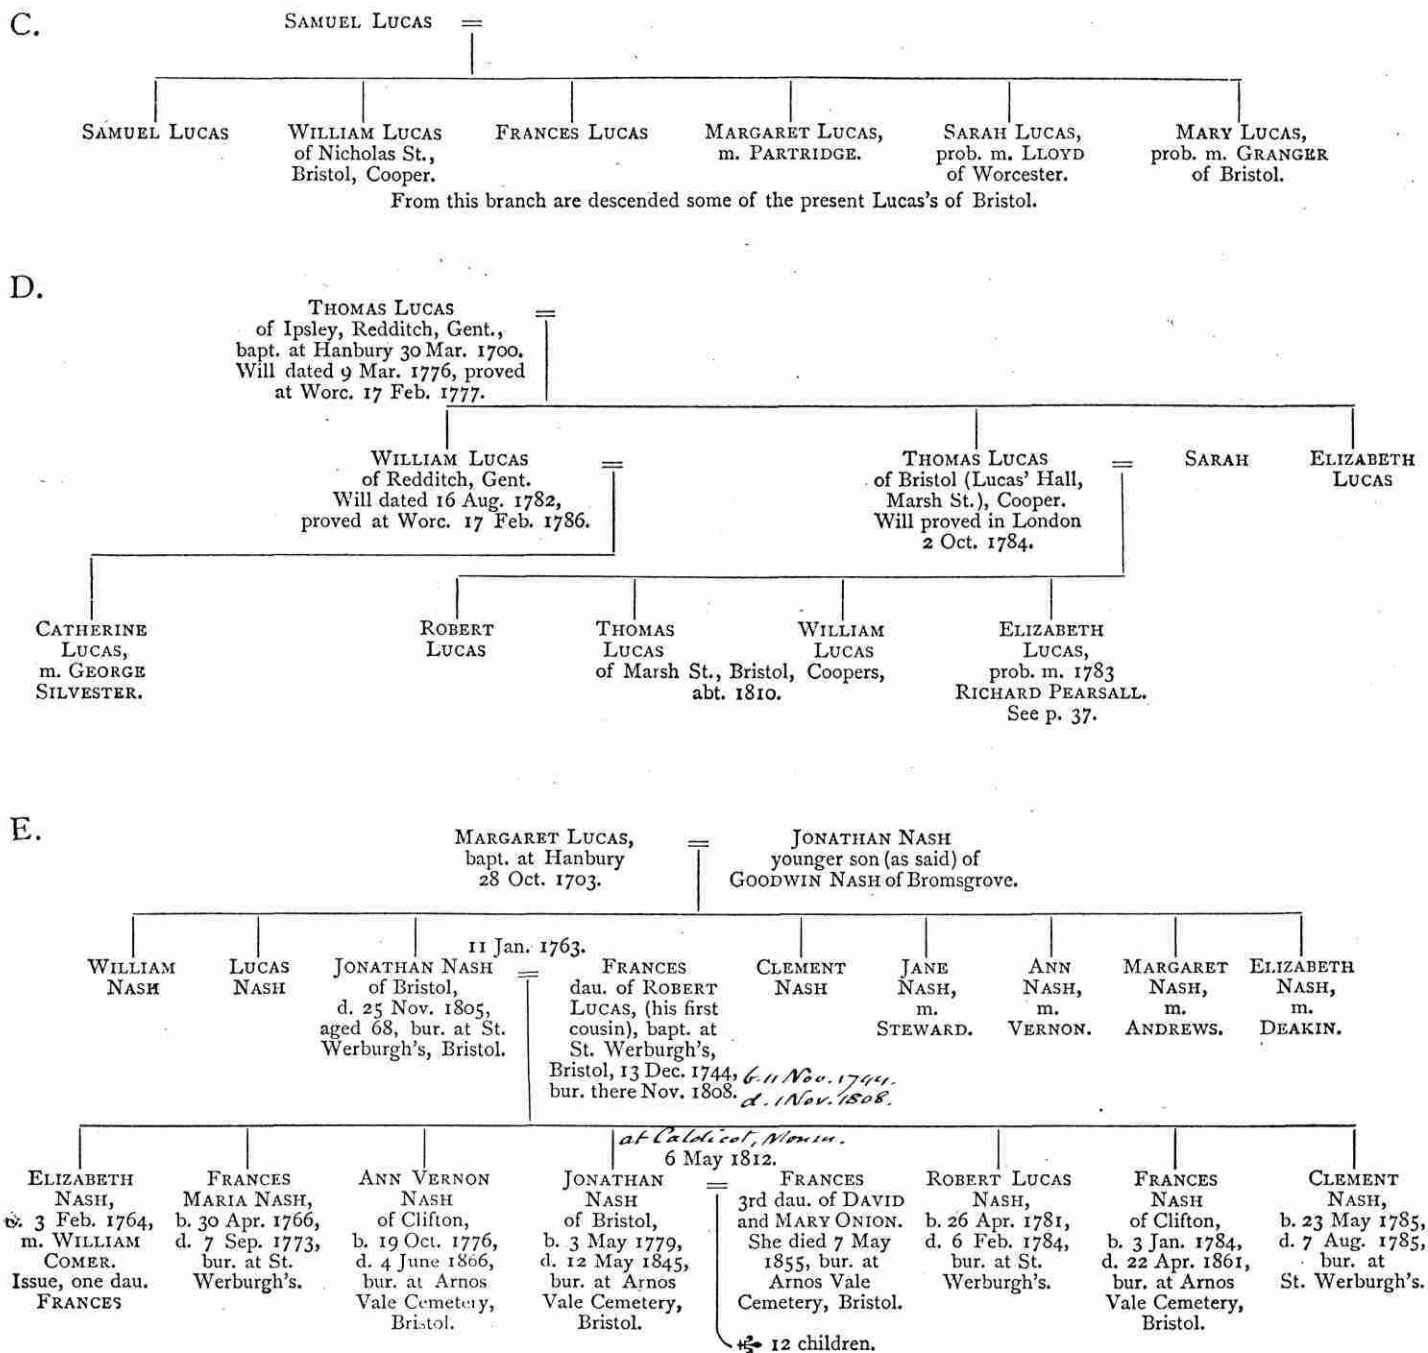 C.
SAMUEL LUCAS =
SAMUEL LUCAS
WILLIAM LUCAS
of Nicholas St.,
Bristol, Cooper.
FRANCES LUCAS
MARGARET LUCAS,
m. PARTRIDGE.
SARAH LUCAS,
prob. m. LLOYD
of Worcester.
MARY LUCAS,
prob. m. GRANGER
of Bristol.
From this branch are descended some of the present Lucas's of Bristol.
D.
THOMAS LUCAS =
of Ipsley, Redditch, Gent.,
bapt. at Hanbury 30 Mar. 1700.
Will dated 9 Mar. 1776, proved
at Worc. 17 Feb. 1777.
WILLIAM LUCAS =
of Redditch, Gent.
Will dated 16 Aug. 1782,
proved at Worc. 17 Feb. 1786.
THOMAS LUCAS =
of Bristol (Lucas' Hall,
Marsh St.), Cooper.
Will proved in London
2 Oct. 1784.
SARAH
ELIZABETH
LUCAS
CATHERINE
LUCAS,
m. GEORGE
SILVESTER.
ROBERT
LUCAS
THOMAS WILLIAM
LUCAS LUCAS
of Marsh St., Bristol, Coopers,
abt. 1810.
ELIZABETH
LUCAS,
prob. m. 1783
RICHARD PEARSALL.
See p. 37.
E.
MARGARET LUCAS, =
bapt. at Hanbury
28 Oct. 1703.
JONATHAN NASH
younger son (as said) of
GOODWIN NASH of Bromsgrove.
WILLIAM
NASH
LUCAS
NASH
11 Jan. 1763.
JONATHAN NASH =
of Bristol,
d. 25 Nov. 1805,
aged 68, bur. at St.
Werburgh's, Bristol.
FRANCES
dau. of ROBERT
LUCAS, (his first
cousin), bapt. at
St. Werburgh's,
Bristol, 13 Dec. 1744, b. 11 Nov. 1744.
bur. there Nov. 1808. d. 1 Nov. 1808.
CLEMENT
NASH
JANE
NASH,
m.
STEWARD.
ANN
NASH,
m.
VERNON.
MARGARET
NASH,
m.
ANDREWS.
ELIZABETH
NASH,
m.
DEAKIN.
ELIZABETH
NASH,
3 Feb. 1764,
m. WILLIAM
COMER.
Issue, one dau.
FRANCES
FRANCES
MARIA NASH,
b. 30 Apr. 1766,
d. 7 Sep. 1773,
bur. at St.
Werburgh's.
ANN VERNON
NASH
of Clifton,
b. 19 Oct. 1776,
d. 4 June 1866,
bur. at Arnos
Vale Cemetery,
Bristol.
at Caldicot, Monm.
6 May 1812.
JONATHAN =
NASH
of Bristol,
b. 3 May 1779,
d. 12 May 1845,
bur. at Arnos
Vale Cemetery,
Bristol.
FRANCES
3rd dau. of DAVID
and MARY ONION.
She died 7 May
1855, bur. at
Arnos Vale
Cemetery, Bristol.
12 children.
ROBERT LUCAS
NASH,
b. 26 Apr. 1781,
d. 6 Feb. 1784,
bur. at St.
Werburgh's.
FRANCES
NASH
of Clifton,
b. 3 Jan. 1784,
d. 22 Apr. 1861,
bur. at Arnos
Vale Cemetery,
Bristol.
CLEMENT
NASH,
b. 23 May 1785,
d. 7 Aug. 1785,
bur. at
St. Werburgh's.